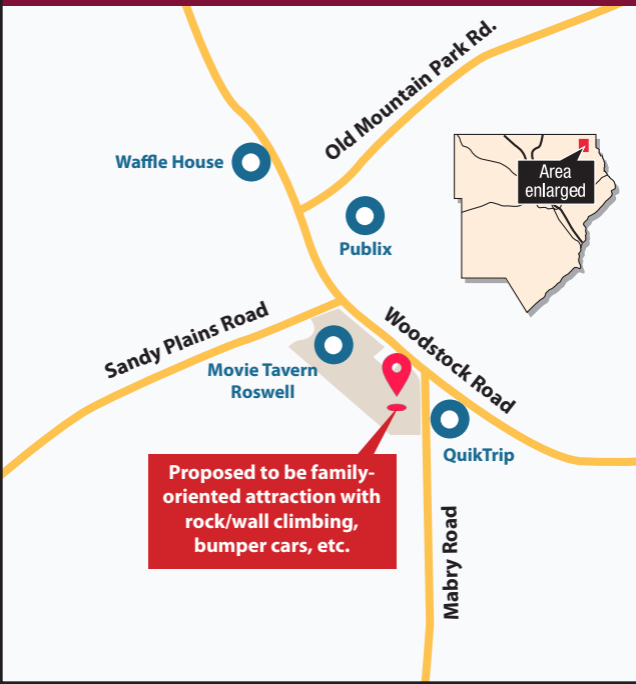 Old Mountain Park Rd.
Waffle House
Area
enlarged
Publix
Sandy Plains Road
Woodstock Road
Movie Tavern
Roswell
QuikTrip
Proposed to be family-
oriented attraction with
rock/wall climbing,
bumper cars, etc.
Mabry Road